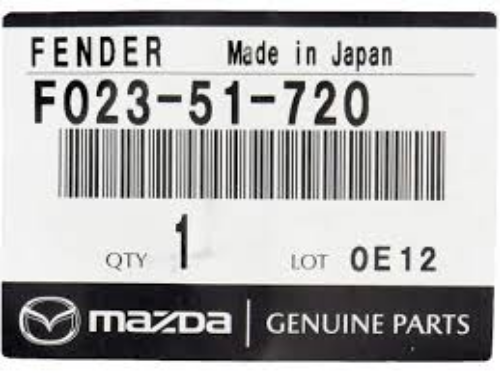 FENDER Made in Japan
F023-51-720
QTY 1 LOT 0E12
mazda GENUINE PARTS